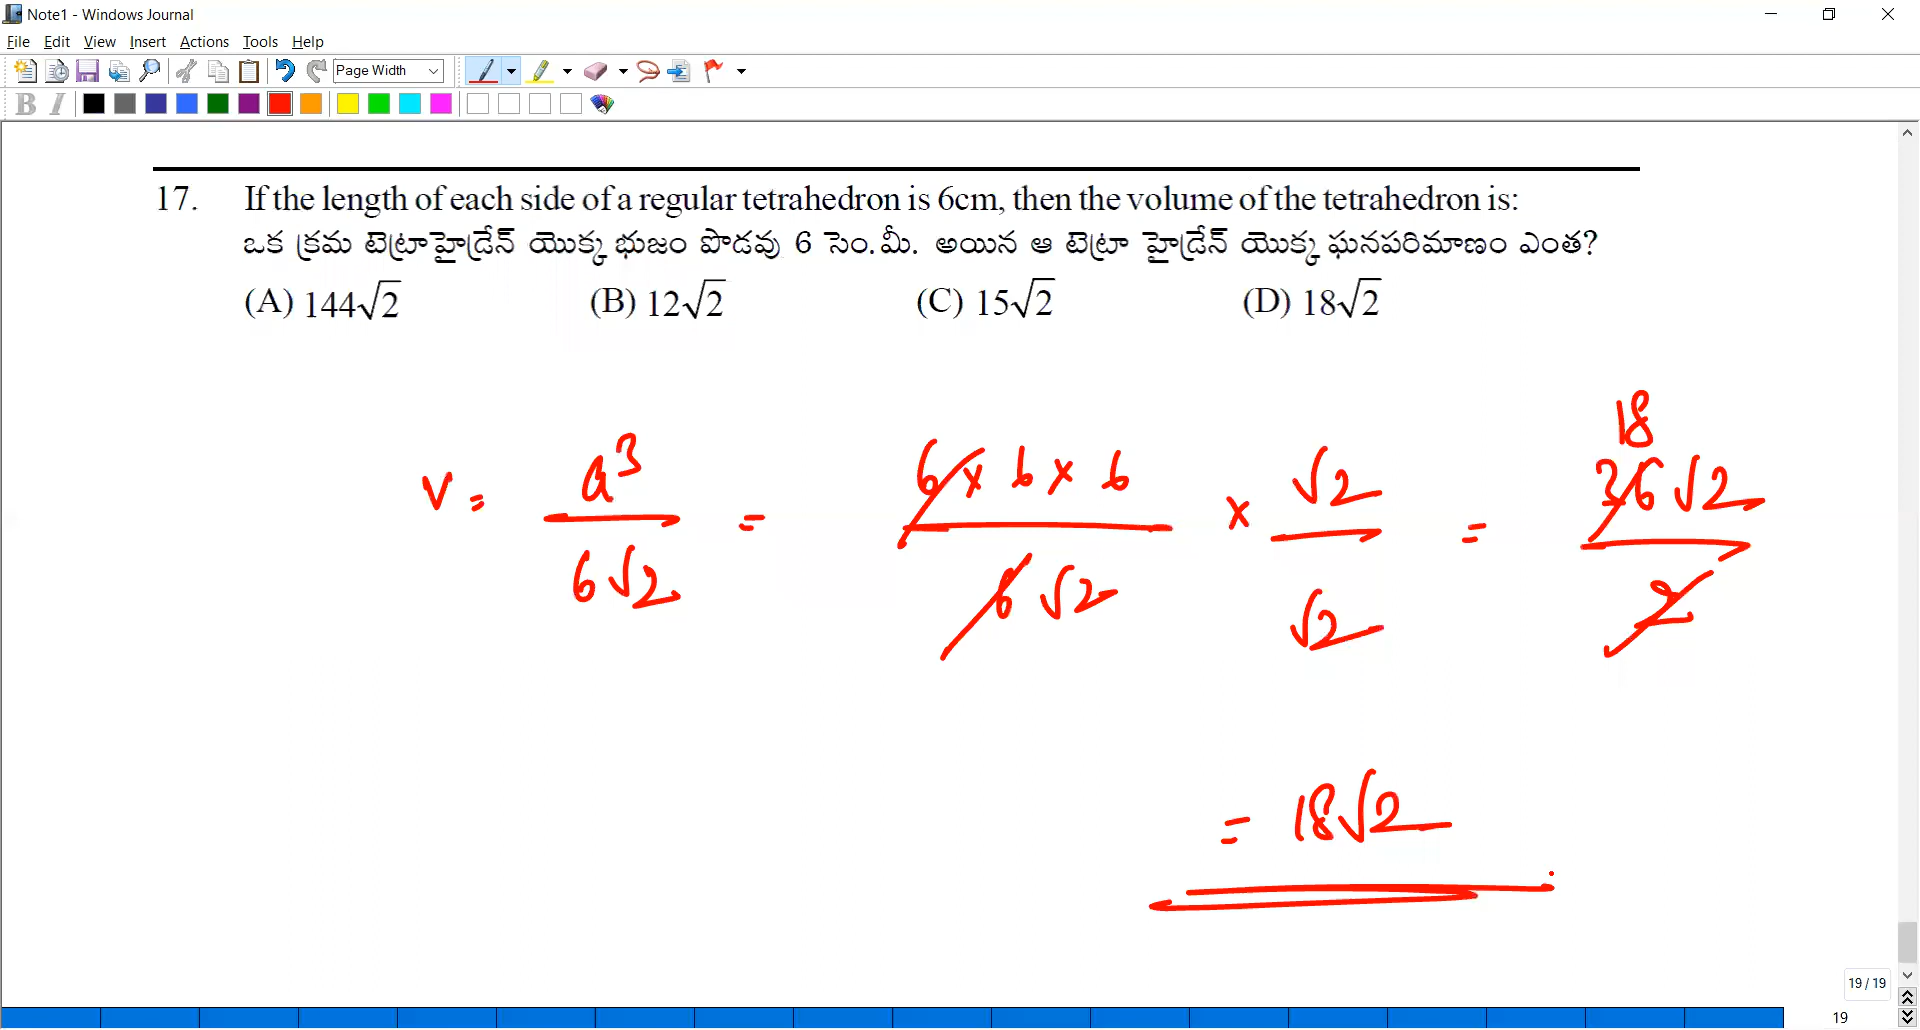 Note1 - Windows Journal
File Edit View Insert Actions Tools Help
Page Width
B I
17. If the length of each side of a regular tetrahedron is 6cm, then the volume of the tetrahedron is:
ఒక క్రమ టెట్రాహైడ్రేన్ యొక్క భుజం పొడవు 6 సెం.మీ. అయిన ఆ టెట్రా హైడ్రేన్ యొక్క ఘనపరిమాణం ఎంత?
(A) 144√2 (B) 12√2 (C) 15√2 (D) 18√2
18
V = a³ / 6√2 = 6 × 6 × 6 / 6√2 × √2 / √2 = 36√2 / 2
= 18√2
19 / 19
19